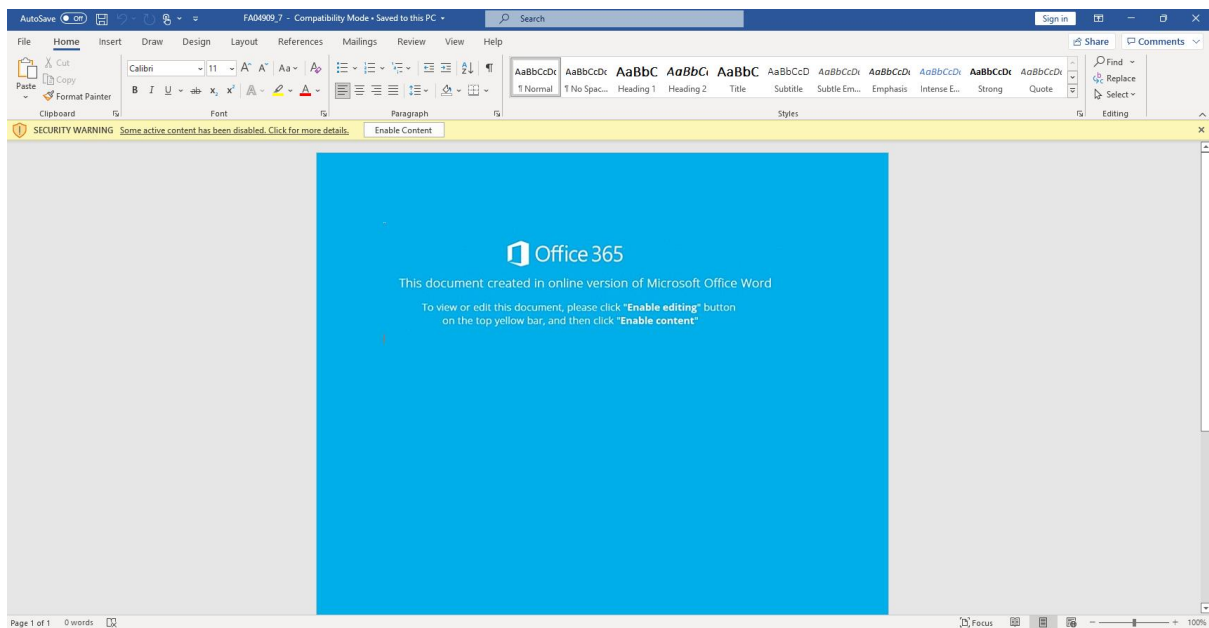 AutoSave Off FA04909_7 - Compatibility Mode • Saved to this PC Search Sign in
File Home Insert Draw Design Layout References Mailings Review View Help Share Comments
Paste
Cut
Copy
Format Painter
Calibri 11 A A Aa A
B I U ab x₂ x² A A
AaBbCcDc AaBbCcDc AaBbC AaBbCc AaBbC AaBbCcD AaBbCcDc AaBbCcDc AaBbCcDc AaBbCcDc AaBbCcDc
¶ Normal ¶ No Spac... Heading 1 Heading 2 Title Subtitle Subtle Em... Emphasis Intense E... Strong Quote
Find
Replace
Select
Clipboard Font Paragraph Styles Editing
SECURITY WARNING Some active content has been disabled. Click for more details. Enable Content
Office 365
This document created in online version of Microsoft Office Word
To view or edit this document, please click "Enable editing" button
on the top yellow bar, and then click "Enable content"
Page 1 of 1 0 words Focus 100%